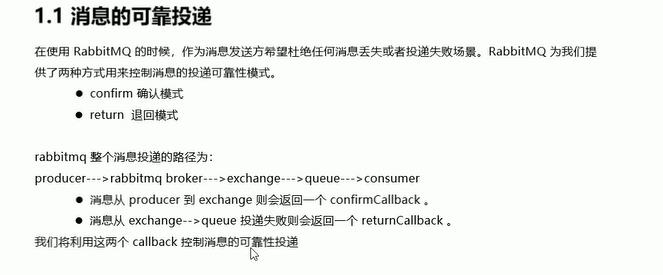 1.1 消息的可靠投递
在使用 RabbitMQ 的时候，作为消息发送方希望杜绝任何消息丢失或者投递失败场景。RabbitMQ 为我们提
供了两种方式用来控制消息的投递可靠性模式。
● confirm 确认模式
● return 退回模式
rabbitmq 整个消息投递的路径为：
producer--->rabbitmq broker--->exchange--->queue--->consumer
● 消息从 producer 到 exchange 则会返回一个 confirmCallback 。
● 消息从 exchange-->queue 投递失败则会返回一个 returnCallback 。
我们将利用这两个 callback 控制消息的可靠性投递